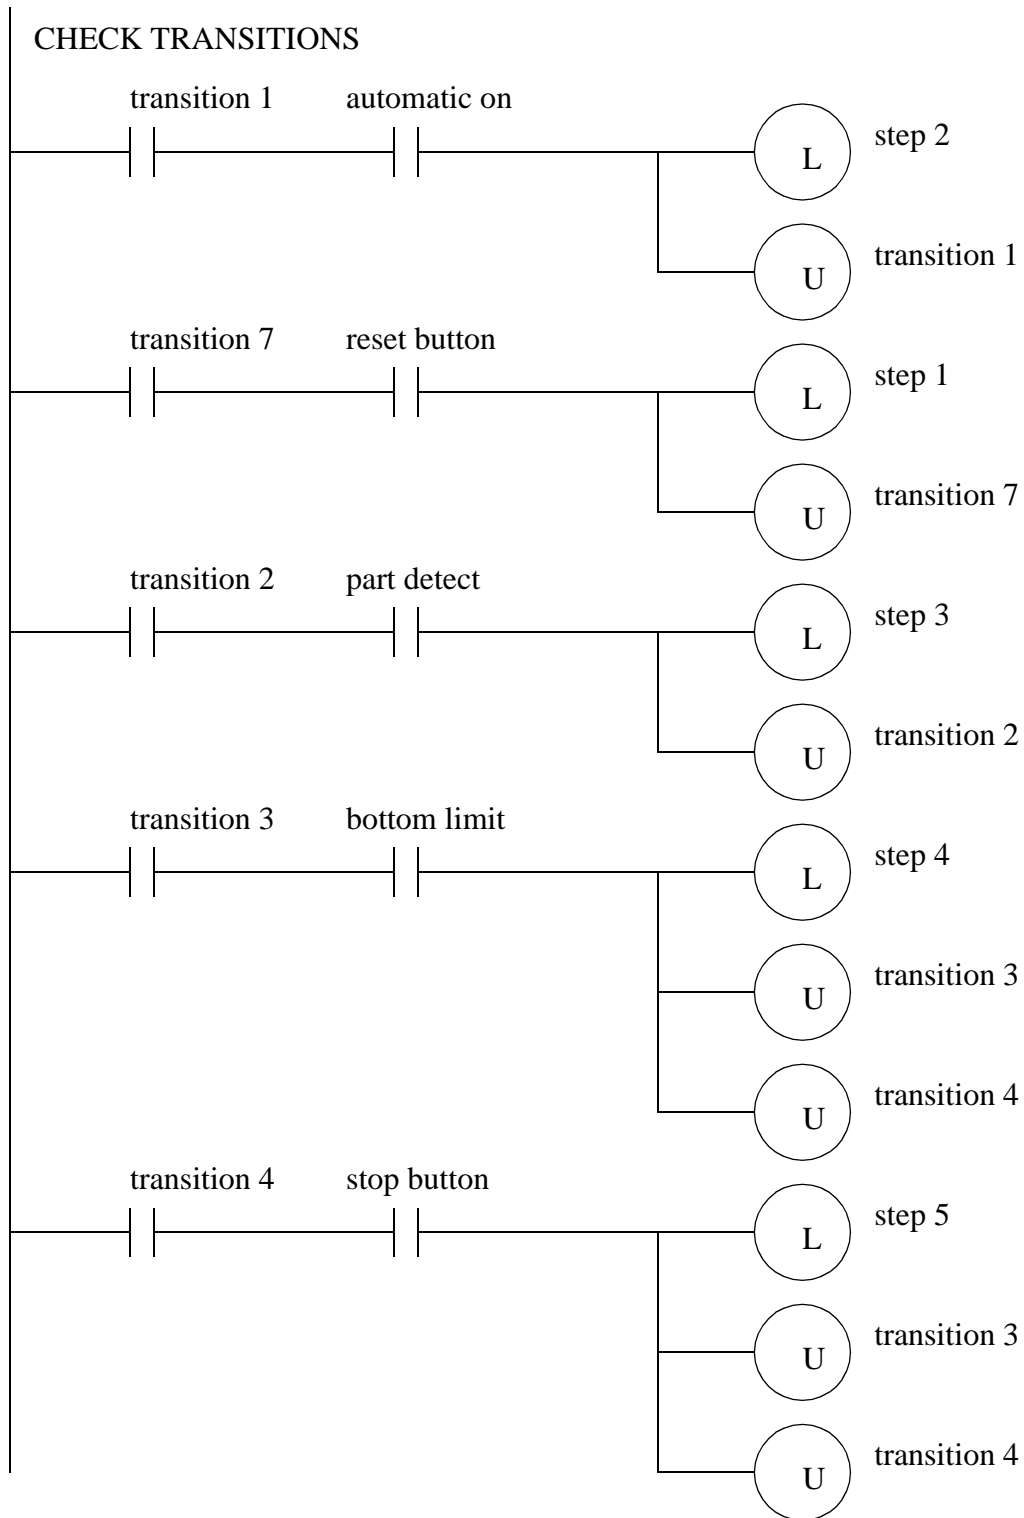 CHECK TRANSITIONS
transition 1 automatic on
L step 2
U transition 1
transition 7 reset button
L step 1
U transition 7
transition 2 part detect
L step 3
U transition 2
transition 3 bottom limit
L step 4
U transition 3
U transition 4
transition 4 stop button
L step 5
U transition 3
U transition 4